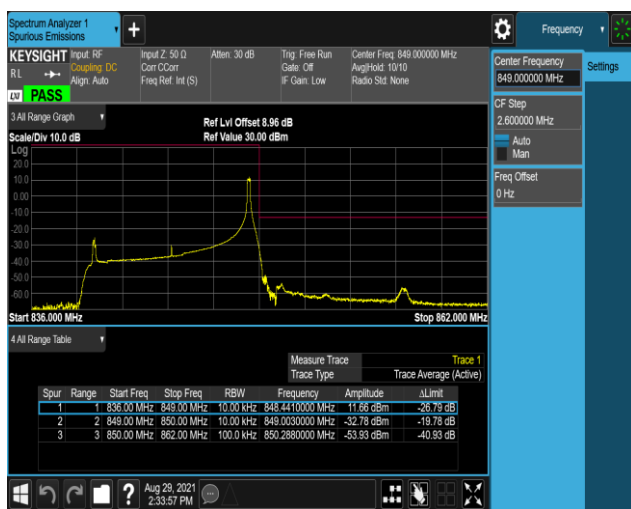 Spectrum Analyzer 1
Spurious Emissions
+
Frequency
KEYSIGHT Input: RF Input Z: 50 Ω Atten: 30 dB Trig: Free Run Center Freq: 849.000000 MHz
RL Coupling: DC Corr CCorr Gate: Off Avg|Hold: 10/10
Align: Auto Freq Ref: Int (S) IF Gain: Low Radio Std: None
LXI PASS
Center Frequency
849.000000 MHz
Settings
CF Step
2.600000 MHz
Auto
Man
Freq Offset
0 Hz
3 All Range Graph
Ref Lvl Offset 8.96 dB
Scale/Div 10.0 dB Ref Value 30.00 dBm
Log
20.0
10.0
0.00
-10.0
-20.0
-30.0
-40.0
-50.0
-60.0
Start 836.000 MHz Stop 862.000 MHz
4 All Range Table
Measure Trace Trace 1
Trace Type Trace Average (Active)
Spur Range Start Freq Stop Freq RBW Frequency Amplitude ΔLimit
1 1 836.00 MHz 849.00 MHz 10.00 kHz 848.4410000 MHz 11.66 dBm -26.79 dB
2 2 849.00 MHz 850.00 MHz 10.00 kHz 849.0030000 MHz -32.78 dBm -19.78 dB
3 3 850.00 MHz 862.00 MHz 100.0 kHz 850.2880000 MHz -53.93 dBm -40.93 dB
?
Aug 29, 2021
2:33:57 PM